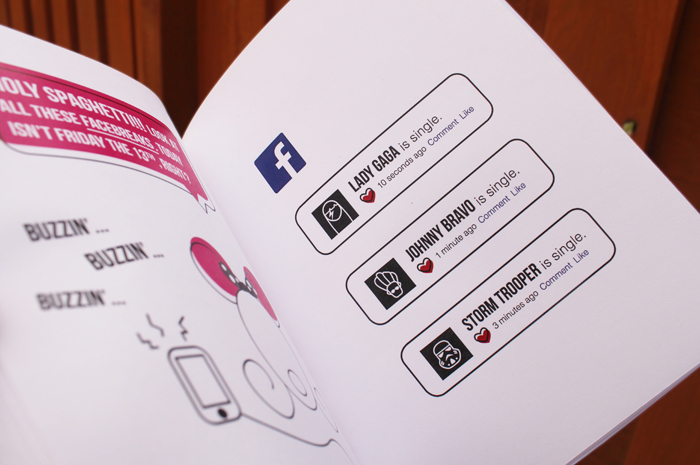 HOLY SPAGHETTI!!! LOOK AT
ALL THESE FACEBREAKS TODAY
ISN'T FRIDAY THE 13TH RIGHT?
BUZZIN' ...
BUZZIN' ...
BUZZIN' ...
f
LADY GAGA is single.
10 seconds ago Comment Like
JOHNNY BRAVO is single.
1 minute ago Comment Like
STORM TROOPER is single.
3 minutes ago Comment Like